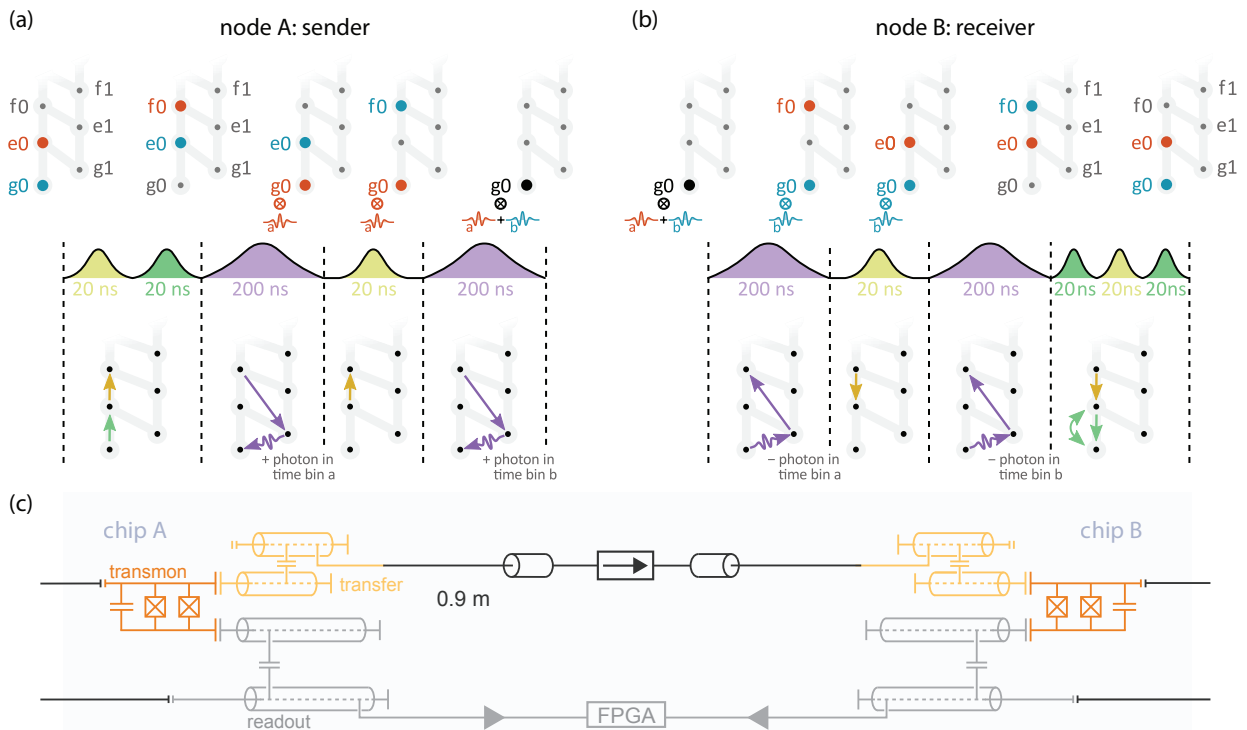 (a)
node A: sender
f0 e0 g0 f1 e1 g1
f0 e0 g0 f1 e1 g1
e0 g0 ⊗ a
f0 g0 ⊗ a
g0 ⊗ a + b
20 ns 20 ns 200 ns 20 ns 200 ns
+ photon in
time bin a
+ photon in
time bin b
(b)
node B: receiver
g0 ⊗ a + b
f0 g0 ⊗ b
e0 g0 ⊗ b
f0 e0 g0 f1 e1 g1
f0 e0 g0 f1 e1 g1
200 ns 20 ns 200 ns 20ns 20ns 20ns
− photon in
time bin a
− photon in
time bin b
(c)
chip A
chip B
transmon
transfer
0.9 m
readout
FPGA